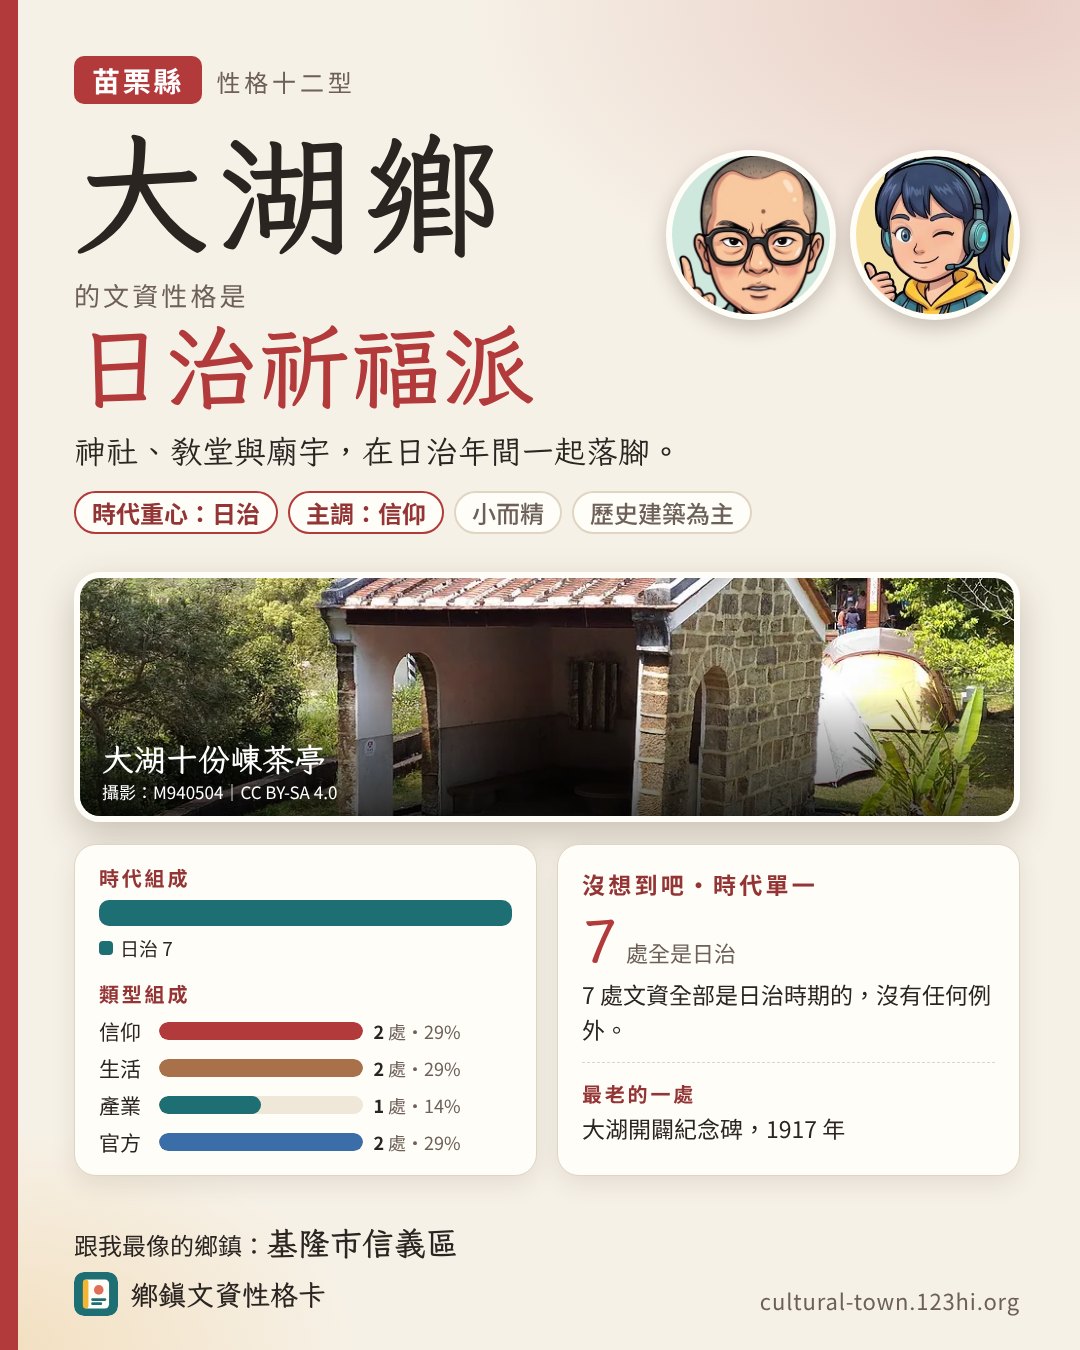 苗栗縣 性格十二型
大湖鄉
的文資性格是
日治祈福派
神社、教堂與廟宇，在日治年間一起落腳。
時代重心：日治 主調：信仰 小而精 歷史建築為主
大湖十份崠茶亭
攝影：M940504｜CC BY-SA 4.0
時代組成
日治 7
類型組成
信仰 2 處・29%
生活 2 處・29%
產業 1 處・14%
官方 2 處・29%
沒想到吧・時代單一
7 處全是日治
7 處文資全部是日治時期的，沒有任何例
外。
最老的一處
大湖開闢紀念碑，1917 年
跟我最像的鄉鎮：基隆市信義區
鄉鎮文資性格卡
cultural-town.123hi.org